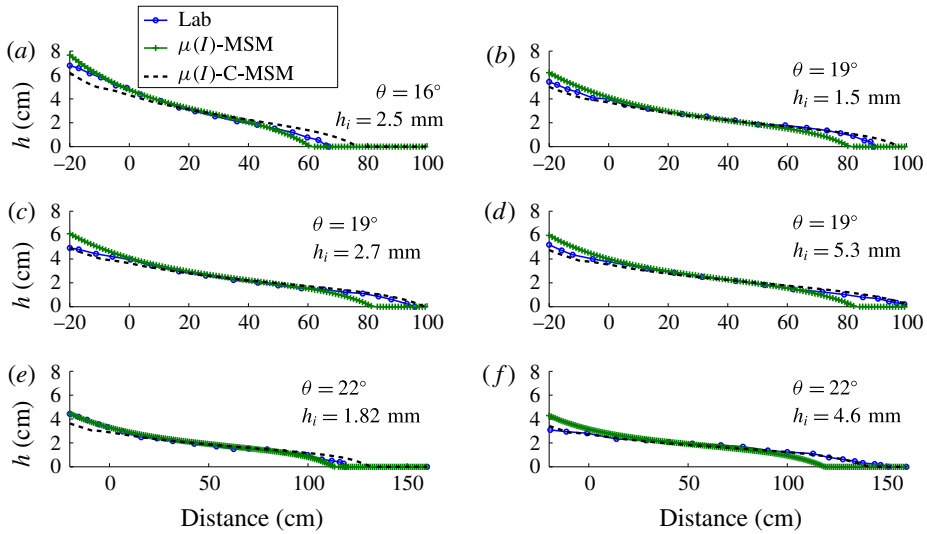 Lab
μ(I)-MSM
μ(I)-C-MSM
(a)
h (cm)
8
6
4
2
0
θ = 16°
h_i = 2.5 mm
–20 0 20 40 60 80 100
(b)
8
6
4
2
0
θ = 19°
h_i = 1.5 mm
–20 0 20 40 60 80 100
(c)
h (cm)
8
6
4
2
0
θ = 19°
h_i = 2.7 mm
–20 0 20 40 60 80 100
(d)
8
6
4
2
0
θ = 19°
h_i = 5.3 mm
–20 0 20 40 60 80 100
(e)
h (cm)
8
6
4
2
0
θ = 22°
h_i = 1.82 mm
0 50 100 150
Distance (cm)
(f)
8
6
4
2
0
θ = 22°
h_i = 4.6 mm
0 50 100 150
Distance (cm)